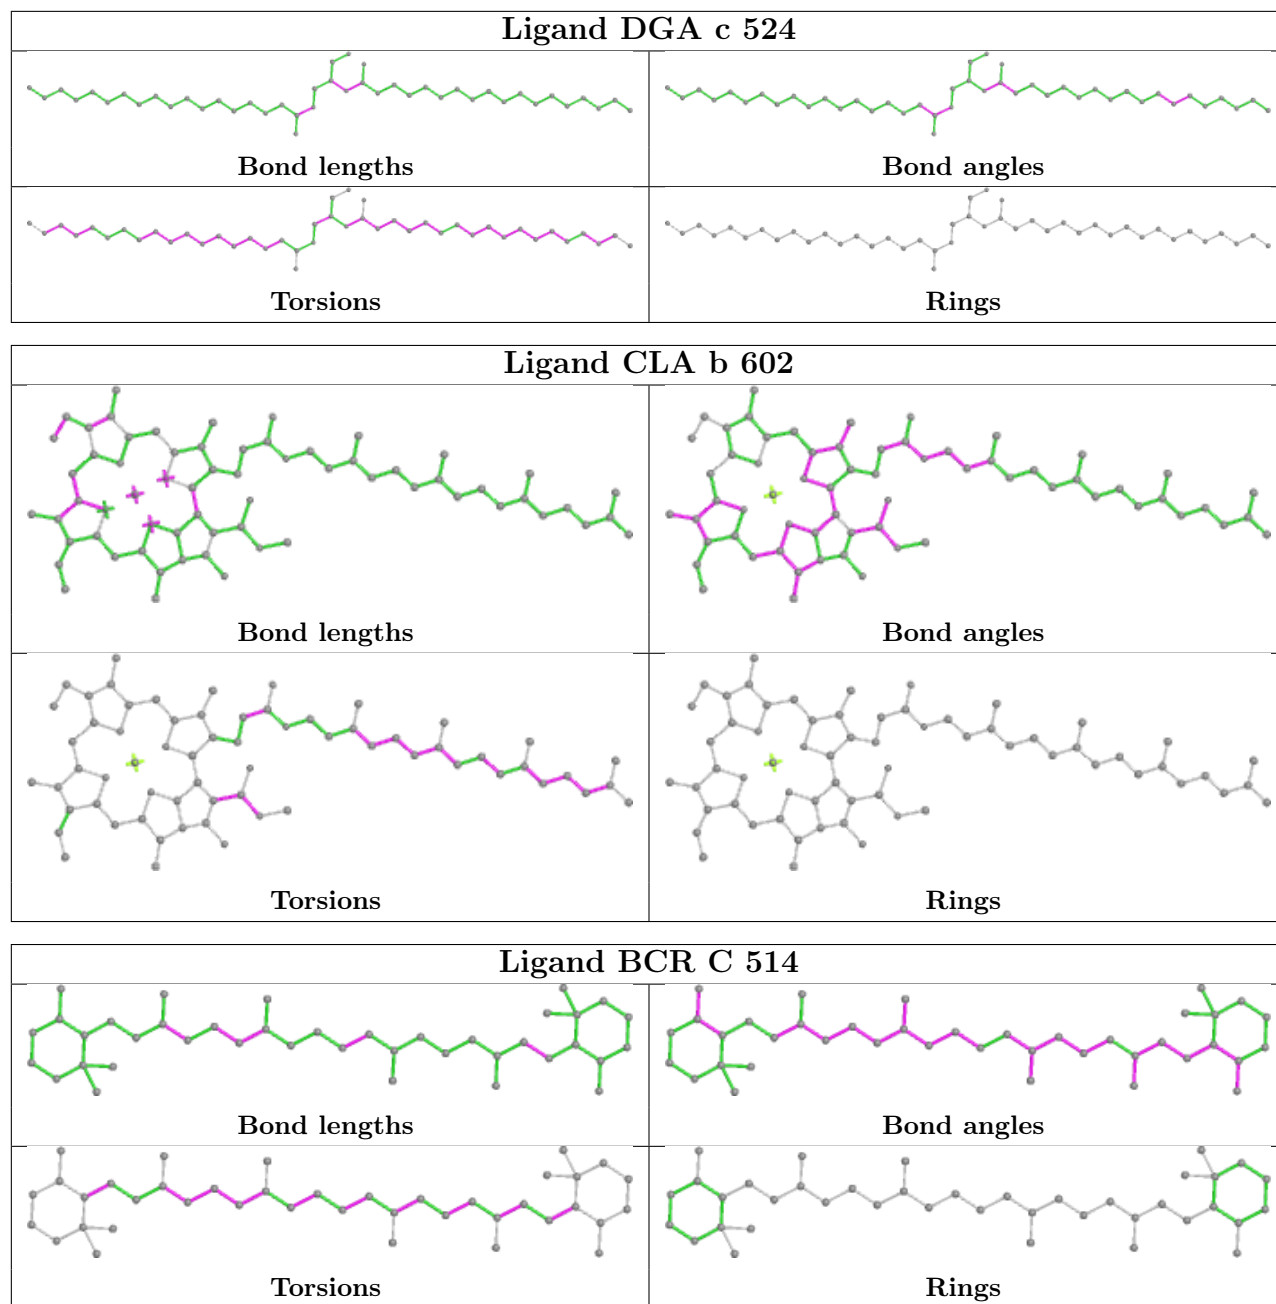 Ligand DGA c 524
Bond lengths
Bond angles
Torsions
Rings
Ligand CLA b 602
Bond lengths
Bond angles
Torsions
Rings
Ligand BCR C 514
Bond lengths
Bond angles
Torsions
Rings